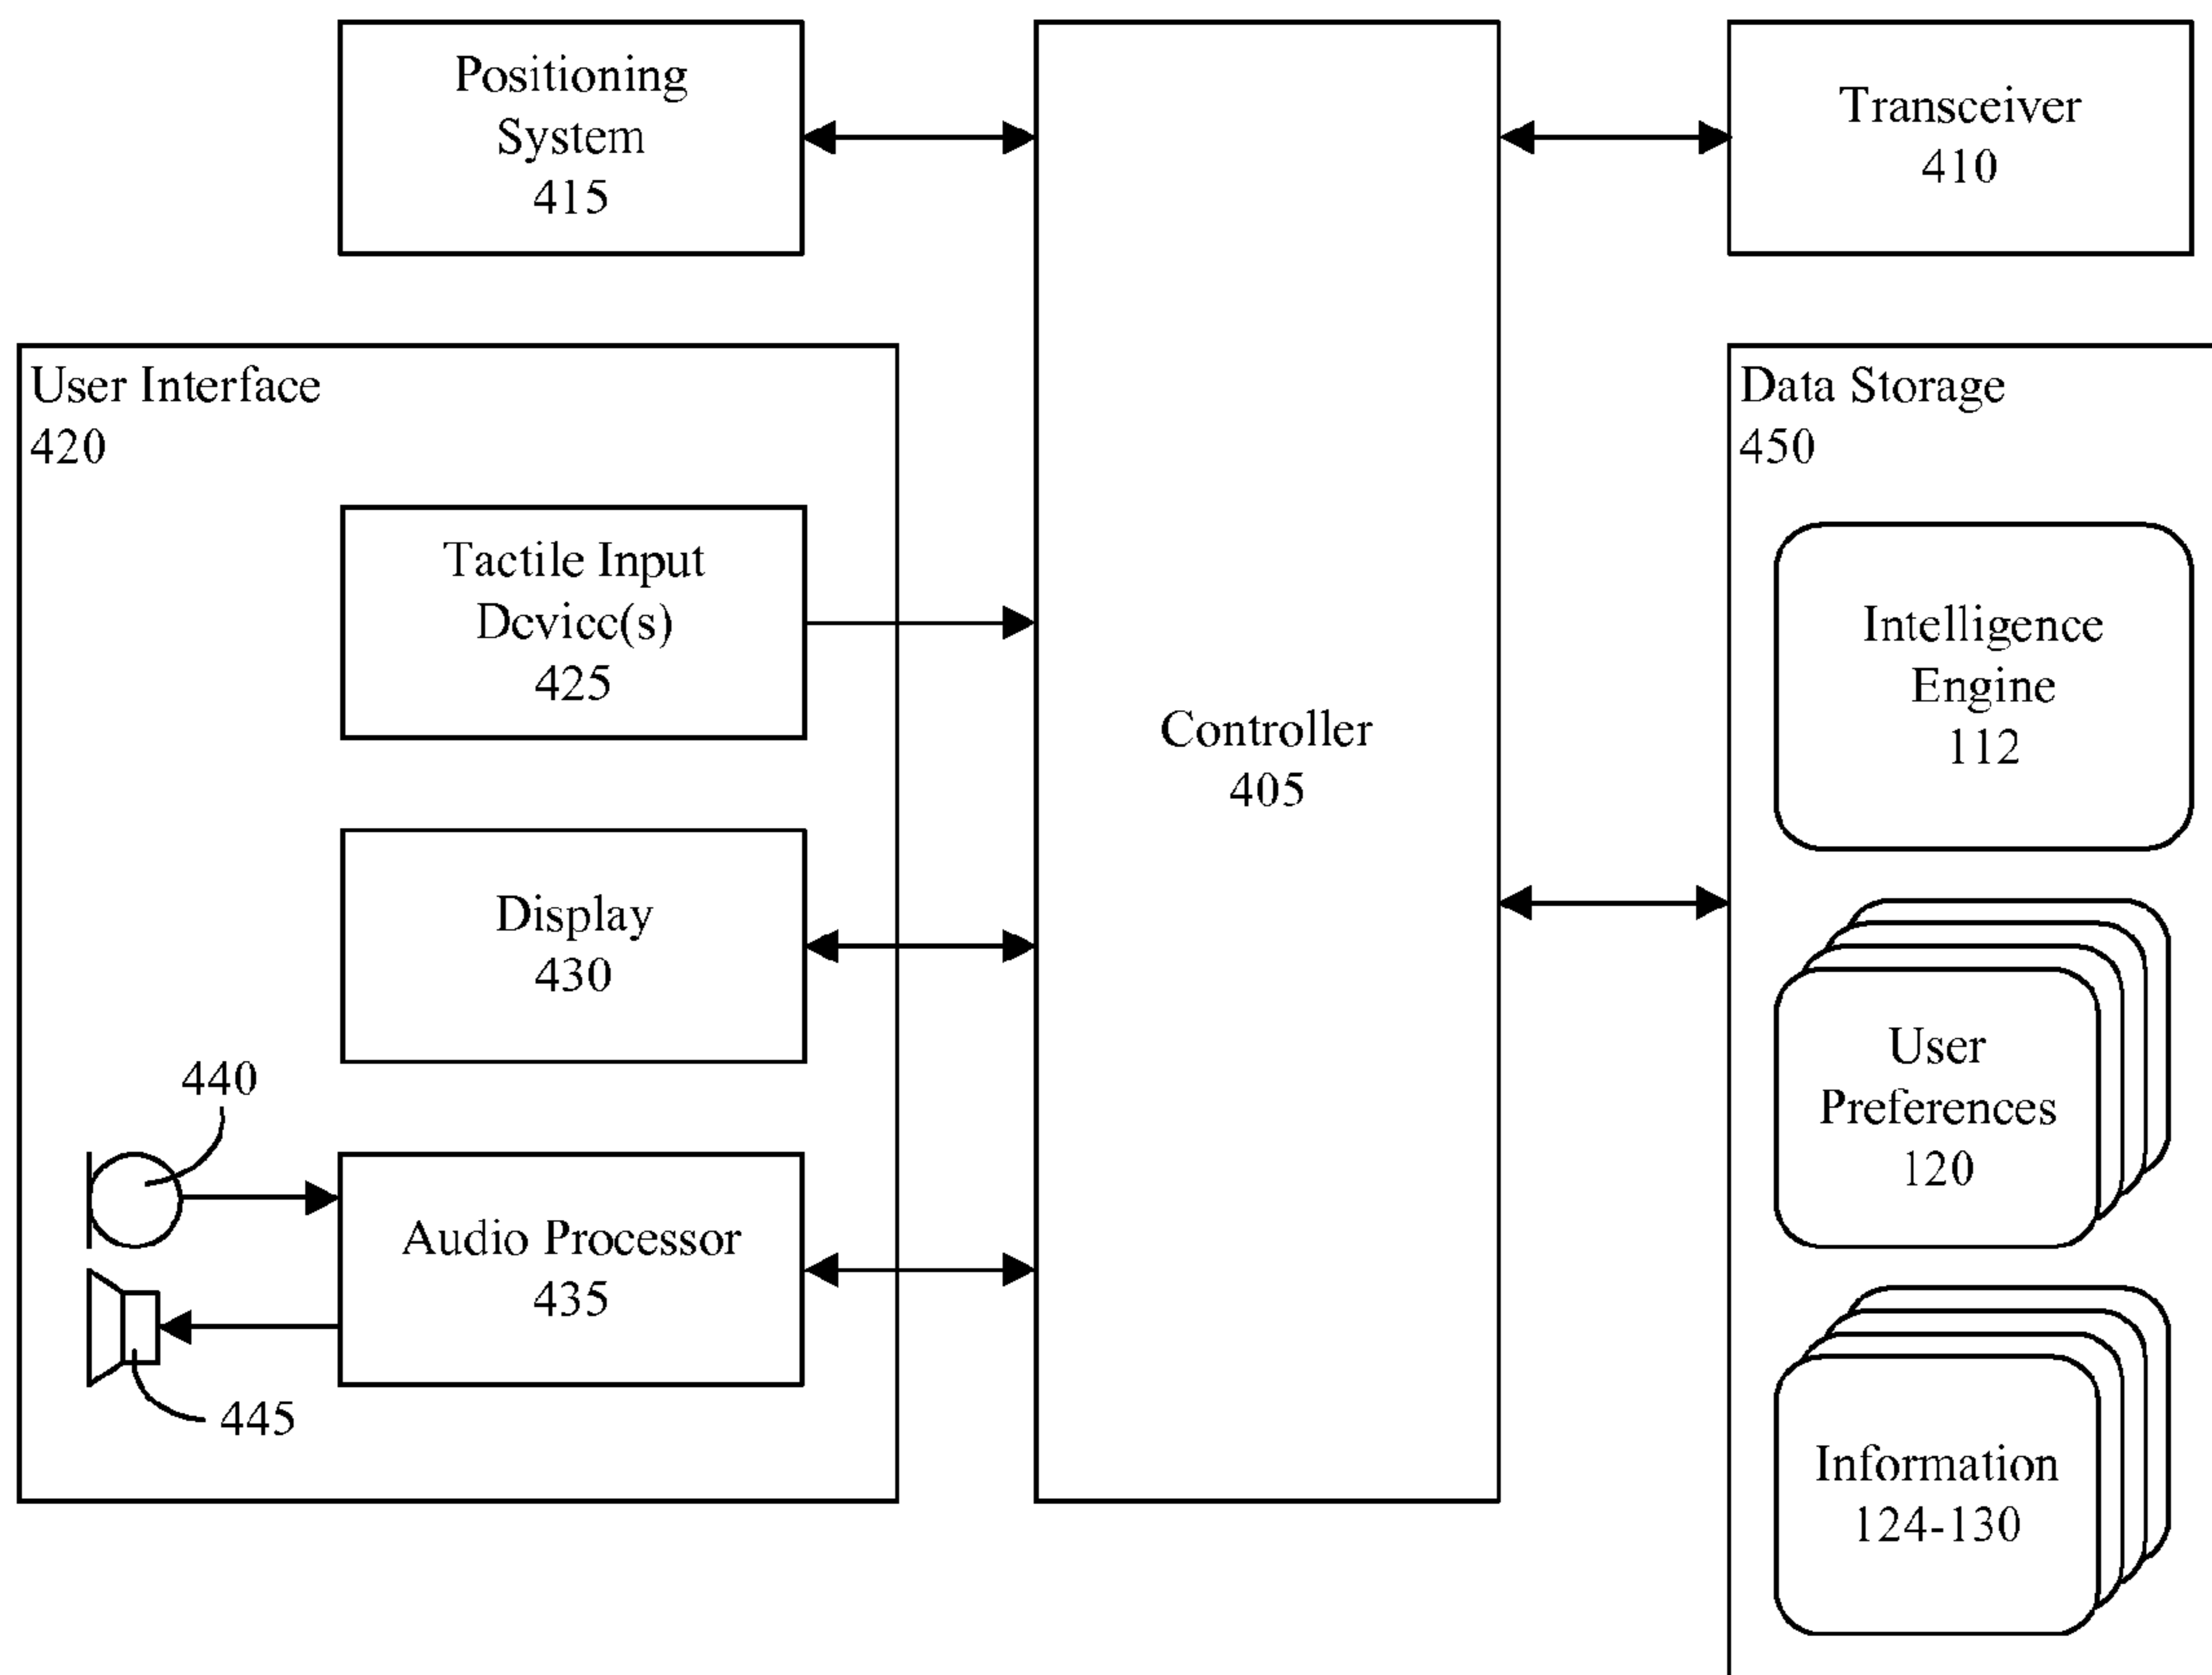 Positioning
System
415
Transceiver
410
User Interface
420
Tactile Input
Device(s)
425
Display
430
440
Audio Processor
435
445
Controller
405
Data Storage
450
Intelligence
Engine
112
User
Preferences
120
Information
124-130